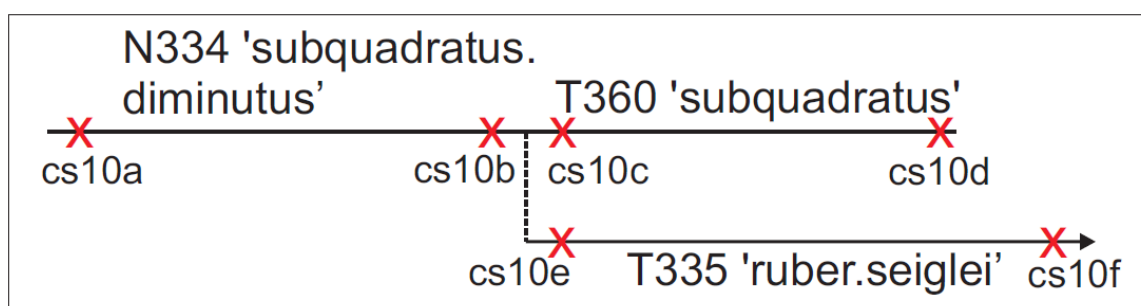 N334 'subquadratus.
diminutus’
T360 'subquadratus'
X X X X
cs10a cs10b cs10c cs10d
X X
cs10e T335 'ruber.seiglei’ cs10f